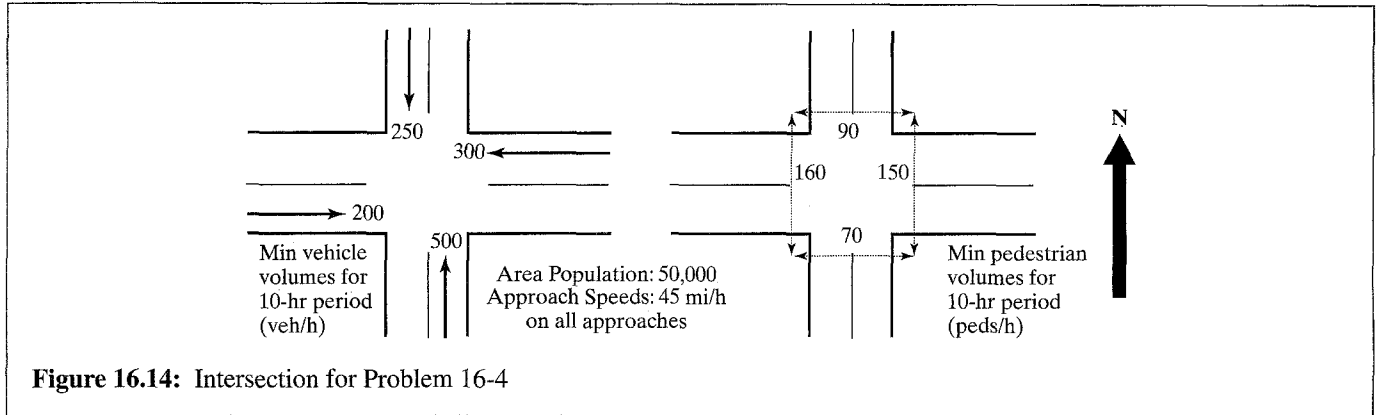 250
300
200
500
Min vehicle
volumes for
10-hr period
(veh/h)
Area Population: 50,000
Approach Speeds: 45 mi/h
on all approaches
90
160
150
70
Min pedestrian
volumes for
10-hr period
(peds/h)
N
Figure 16.14: Intersection for Problem 16-4